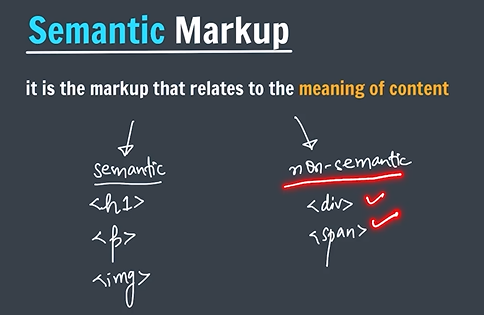 Semantic Markup
it is the markup that relates to the meaning of content
semantic
<h1>
<p>
<img>
non-semantic
<div>
<span>